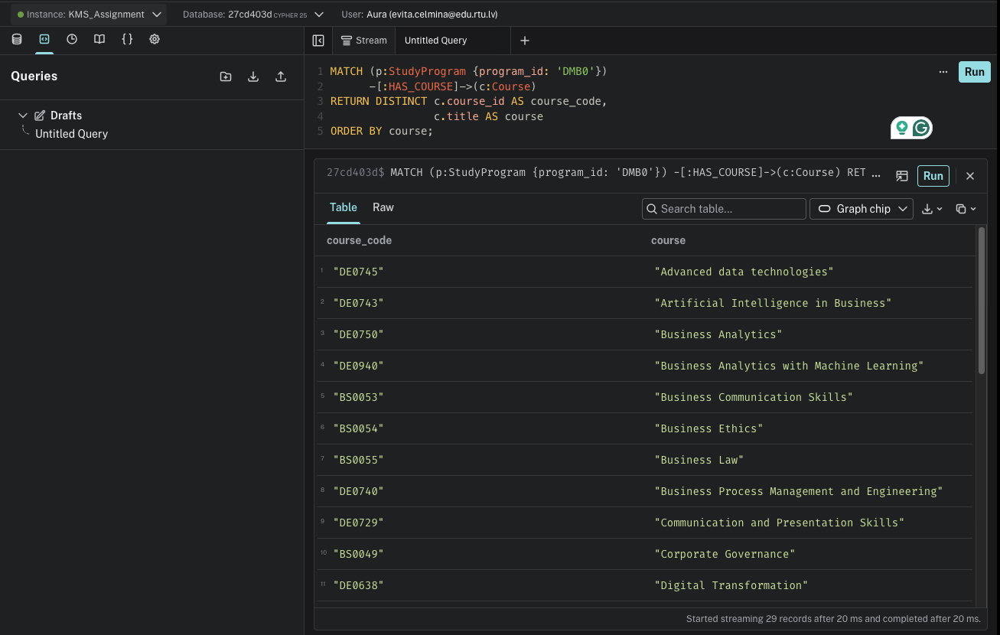 Instance: KMS_Assignment
Database: 27cd403d CYPHER 25
User: Aura (evita.celmina@edu.rtu.lv)
Stream
Untitled Query
Queries
Drafts
Untitled Query
1 MATCH (p:StudyProgram {program_id: 'DMB0'})
2 -[:HAS_COURSE]->(c:Course)
3 RETURN DISTINCT c.course_id AS course_code,
4 c.title AS course
5 ORDER BY course;
Run
27cd403d$ MATCH (p:StudyProgram {program_id: 'DMB0'}) -[:HAS_COURSE]->(c:Course) RET ...
Run
Table
Raw
Search table...
Graph chip
course_code course
1 "DE0745" "Advanced data technologies"
2 "DE0743" "Artificial Intelligence in Business"
3 "DE0750" "Business Analytics"
4 "DE0940" "Business Analytics with Machine Learning"
5 "BS0053" "Business Communication Skills"
6 "BS0054" "Business Ethics"
7 "BS0055" "Business Law"
8 "DE0740" "Business Process Management and Engineering"
9 "DE0729" "Communication and Presentation Skills"
10 "BS0049" "Corporate Governance"
11 "DE0638" "Digital Transformation"
Started streaming 29 records after 20 ms and completed after 20 ms.